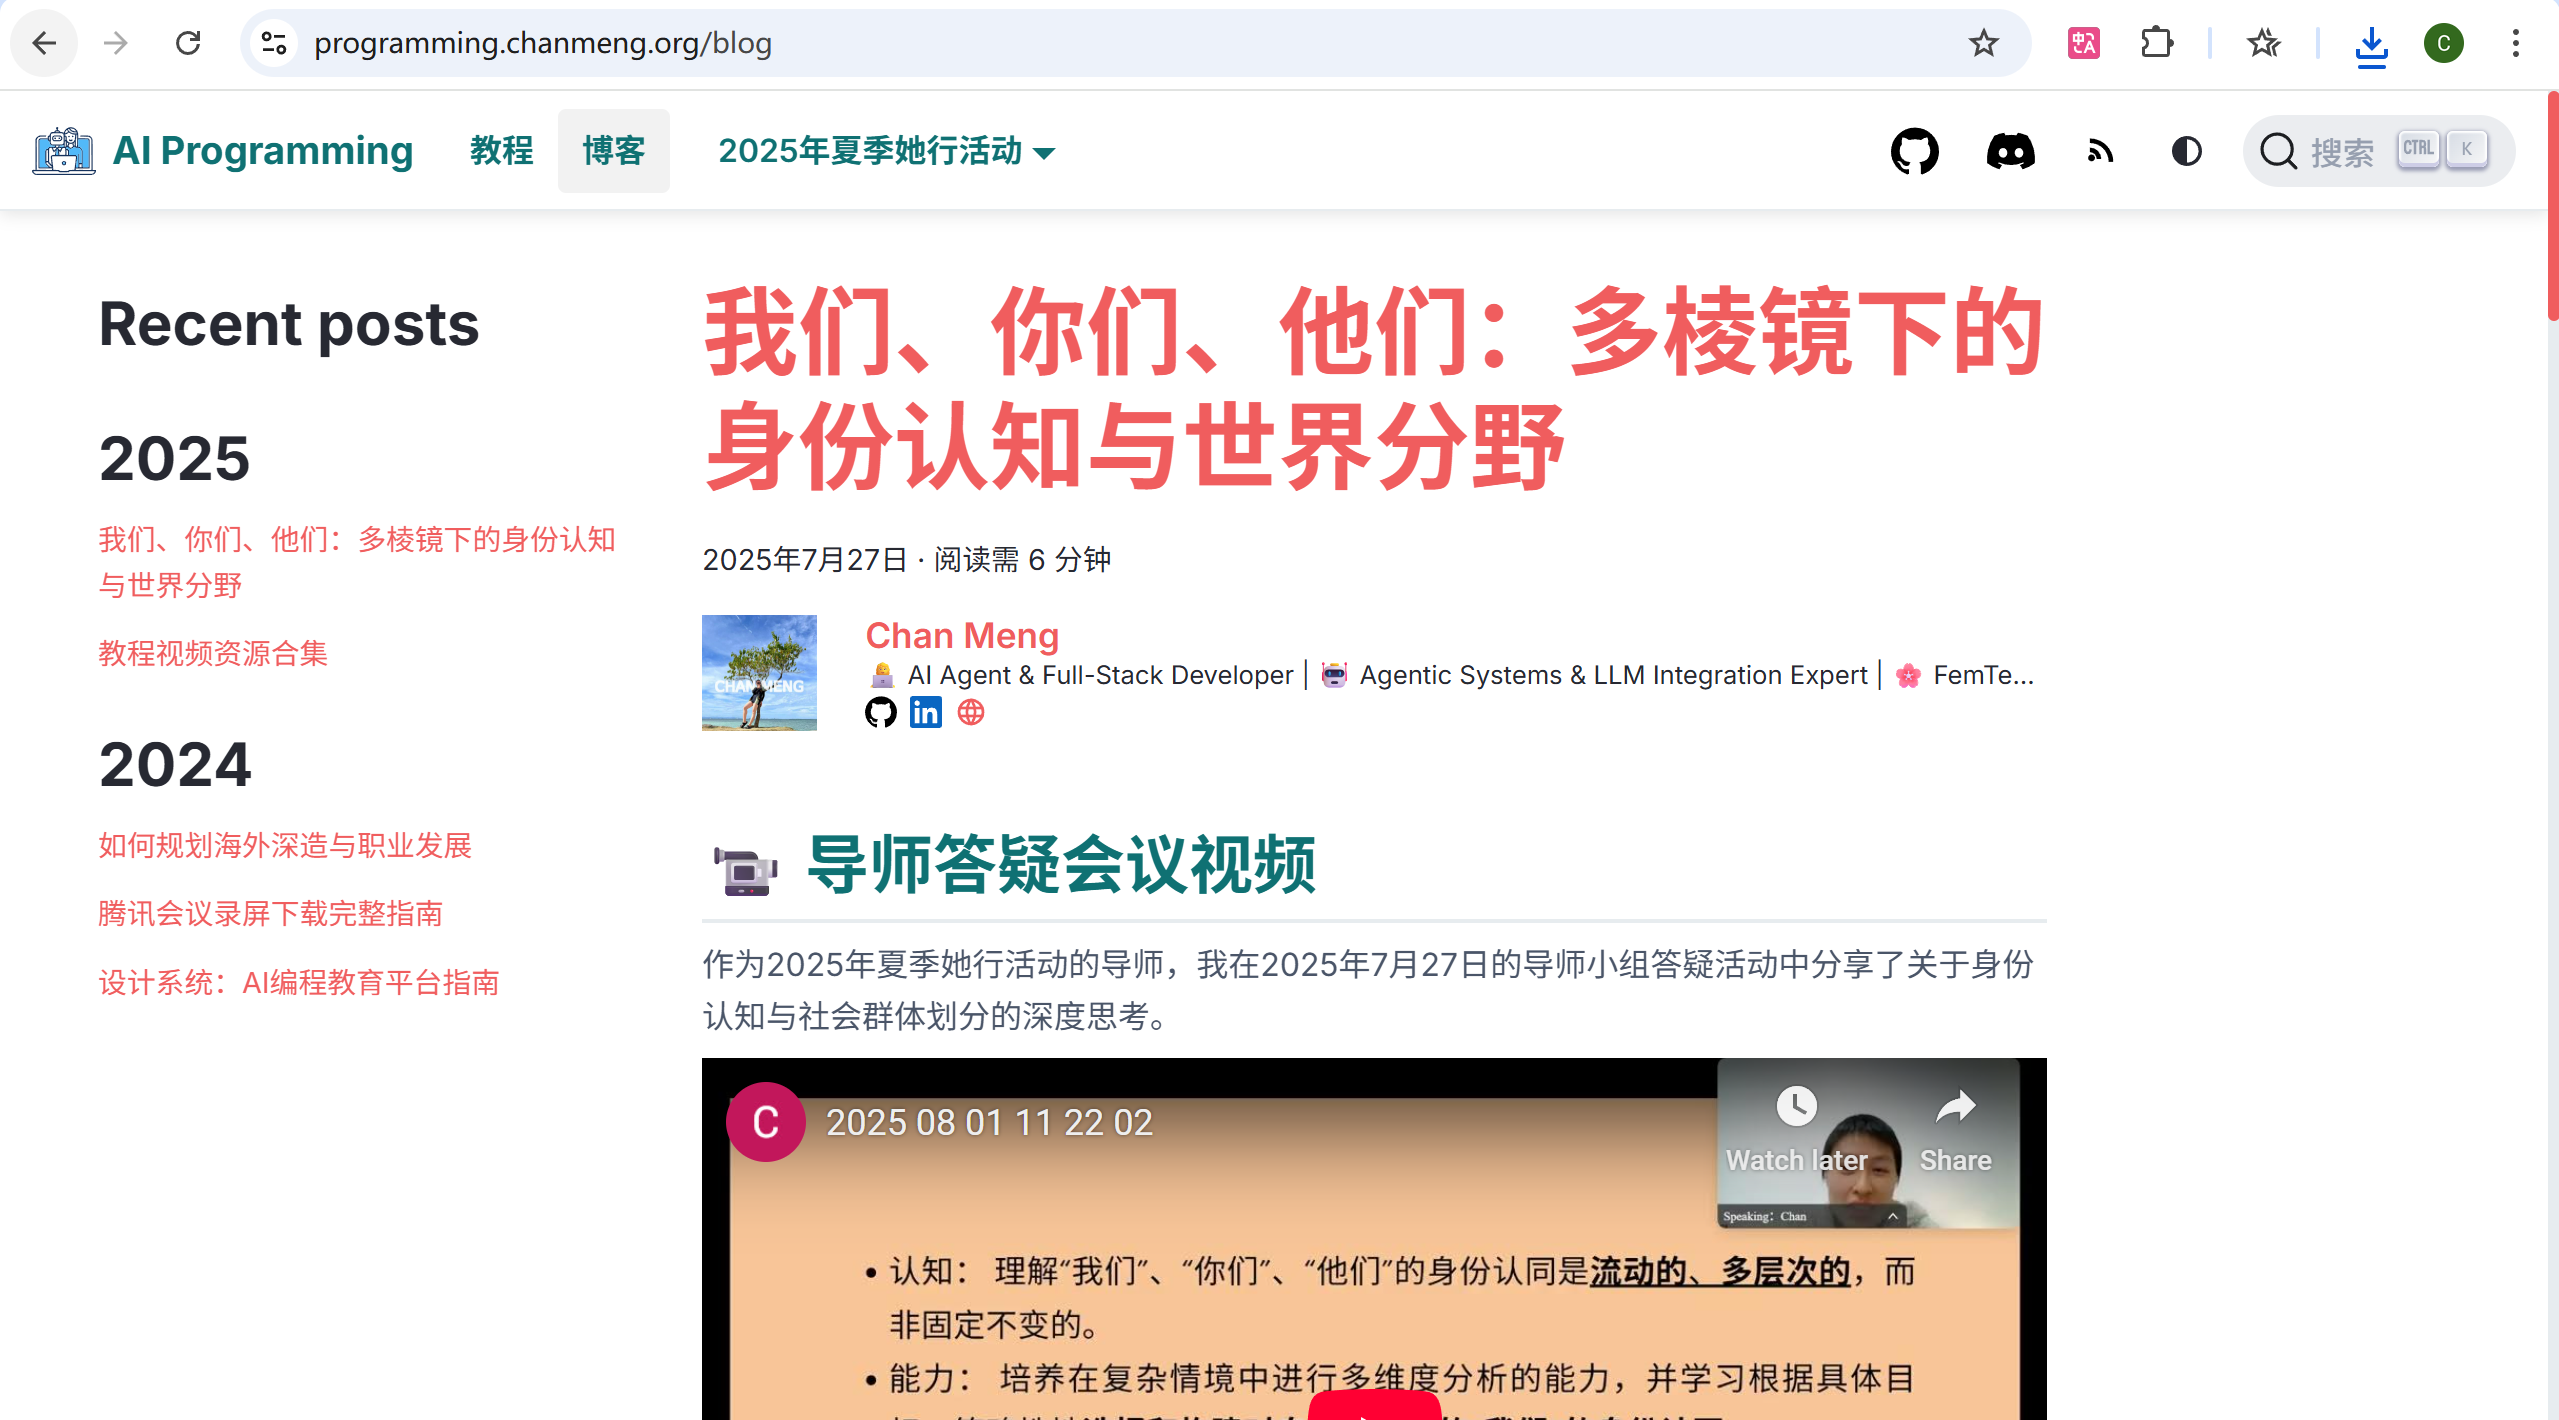 programming.chanmeng.org/blog
AI Programming
教程
博客
2025年夏季她行活动
搜索
CTRL
K
Recent posts
2025
我们、你们、他们：多棱镜下的身份认知
与世界分野
教程视频资源合集
2024
如何规划海外深造与职业发展
腾讯会议录屏下载完整指南
设计系统：AI编程教育平台指南
我们、你们、他们：多棱镜下的
身份认知与世界分野
2025年7月27日 · 阅读需 6 分钟
CHAN MENG
Chan Meng
AI Agent & Full-Stack Developer | Agentic Systems & LLM Integration Expert | FemTe...
导师答疑会议视频
作为2025年夏季她行活动的导师，我在2025年7月27日的导师小组答疑活动中分享了关于身份
认知与社会群体划分的深度思考。
C
2025 08 01 11 22 02
Watch later
Share
Speaking: Chan
• 认知： 理解“我们”、“你们”、“他们”的身份认同是流动的、多层次的，而
非固定不变的。
• 能力： 培养在复杂情境中进行多维度分析的能力，并学习根据具体目